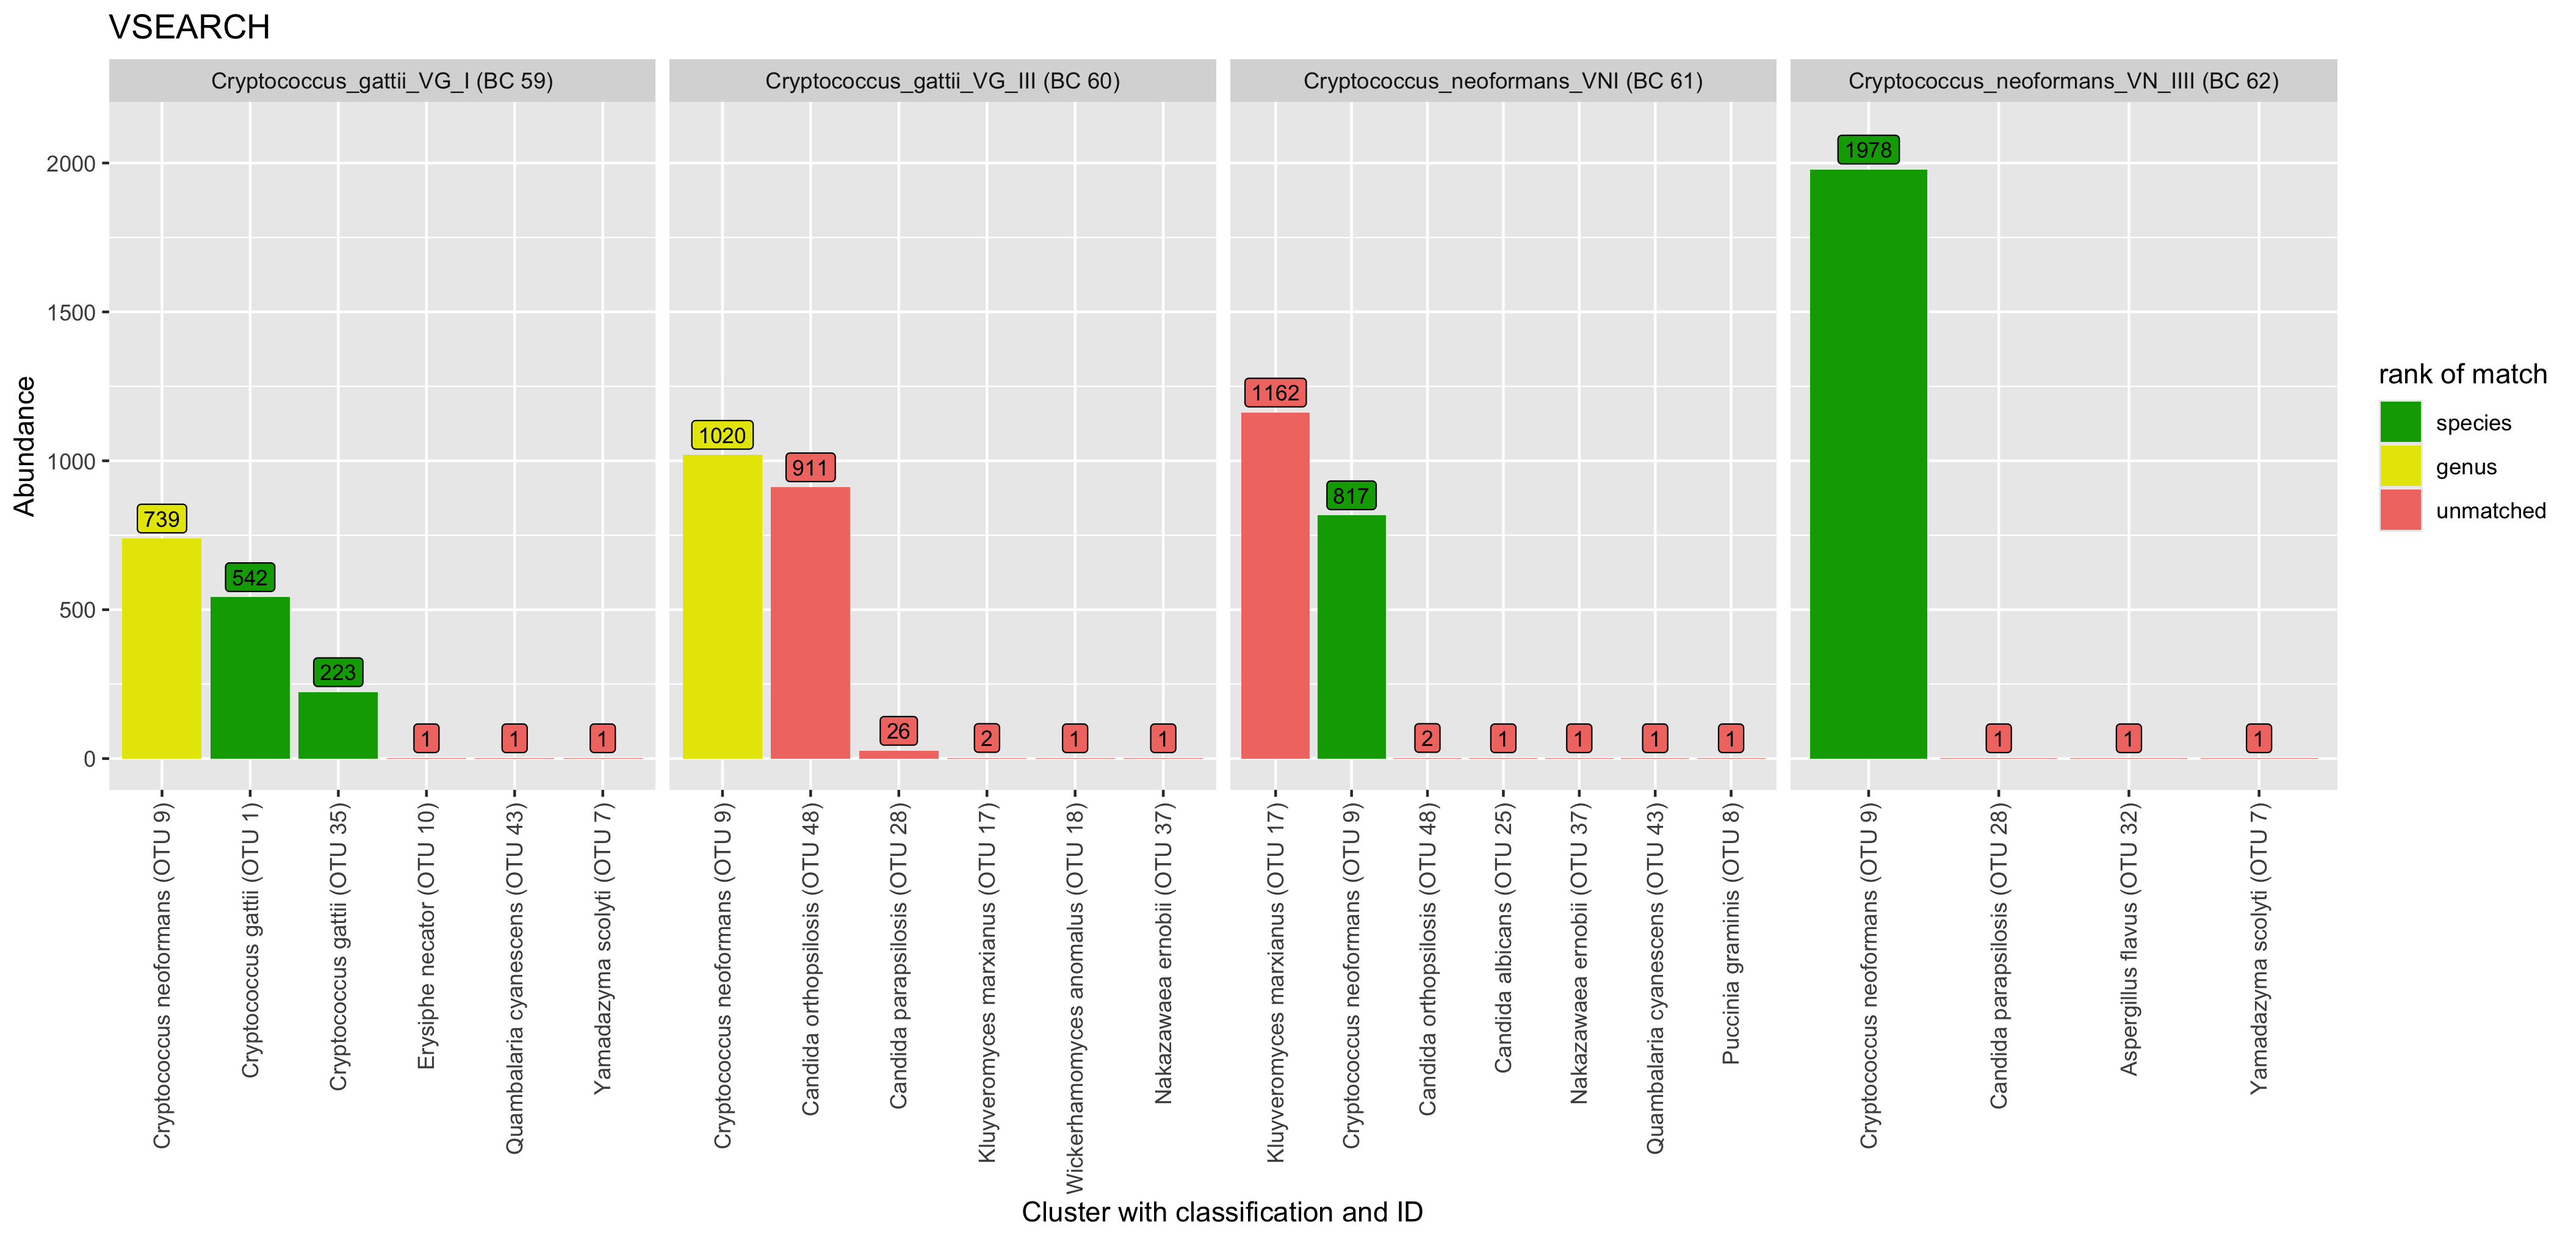 VSEARCH
Cryptococcus_gattii_VG_I (BC 59)
Cryptococcus_gattii_VG_III (BC 60)
Cryptococcus_neoformans_VNI (BC 61)
Cryptococcus_neoformans_VN_IIII (BC 62)
Abundance
2000
1500
1000
500
0
739
542
223
1
1
1
1020
911
26
2
1
1
1162
817
2
1
1
1
1
1978
1
1
1
Cryptococcus neoformans (OTU 9)
Cryptococcus gattii (OTU 1)
Cryptococcus gattii (OTU 35)
Erysiphe necator (OTU 10)
Quambalaria cyanescens (OTU 43)
Yamadazyma scolyti (OTU 7)
Cryptococcus neoformans (OTU 9)
Candida orthopsilosis (OTU 48)
Candida parapsilosis (OTU 28)
Kluyveromyces marxianus (OTU 17)
Wickerhamomyces anomalus (OTU 18)
Nakazawaea ernobii (OTU 37)
Kluyveromyces marxianus (OTU 17)
Cryptococcus neoformans (OTU 9)
Candida orthopsilosis (OTU 48)
Candida albicans (OTU 25)
Nakazawaea ernobii (OTU 37)
Quambalaria cyanescens (OTU 43)
Puccinia graminis (OTU 8)
Cryptococcus neoformans (OTU 9)
Candida parapsilosis (OTU 28)
Aspergillus flavus (OTU 32)
Yamadazyma scolyti (OTU 7)
Cluster with classification and ID
rank of match
species
genus
unmatched